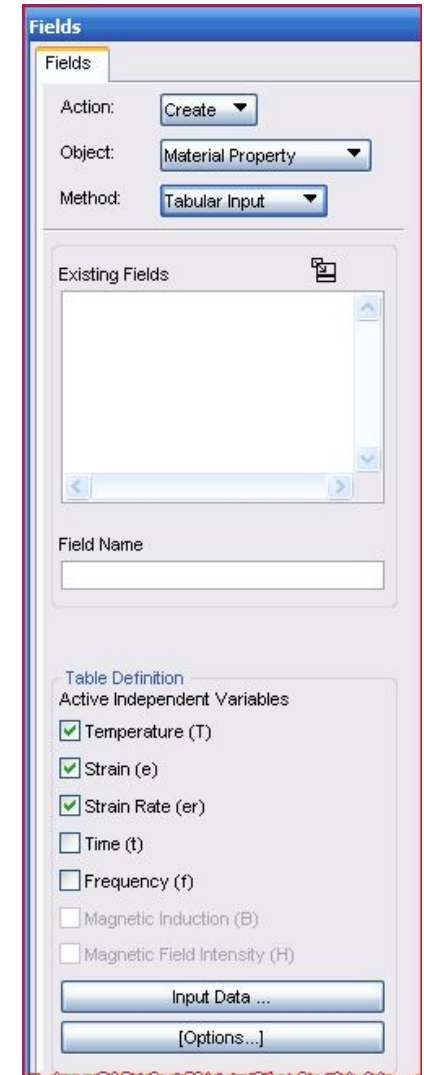 Fields
Fields
Action: Create
Object: Material Property
Method: Tabular Input
Existing Fields
Field Name
Table Definition
Active Independent Variables
Temperature (T)
Strain (e)
Strain Rate (er)
Time (t)
Frequency (f)
Magnetic Induction (B)
Magnetic Field Intensity (H)
Input Data ...
[Options...]